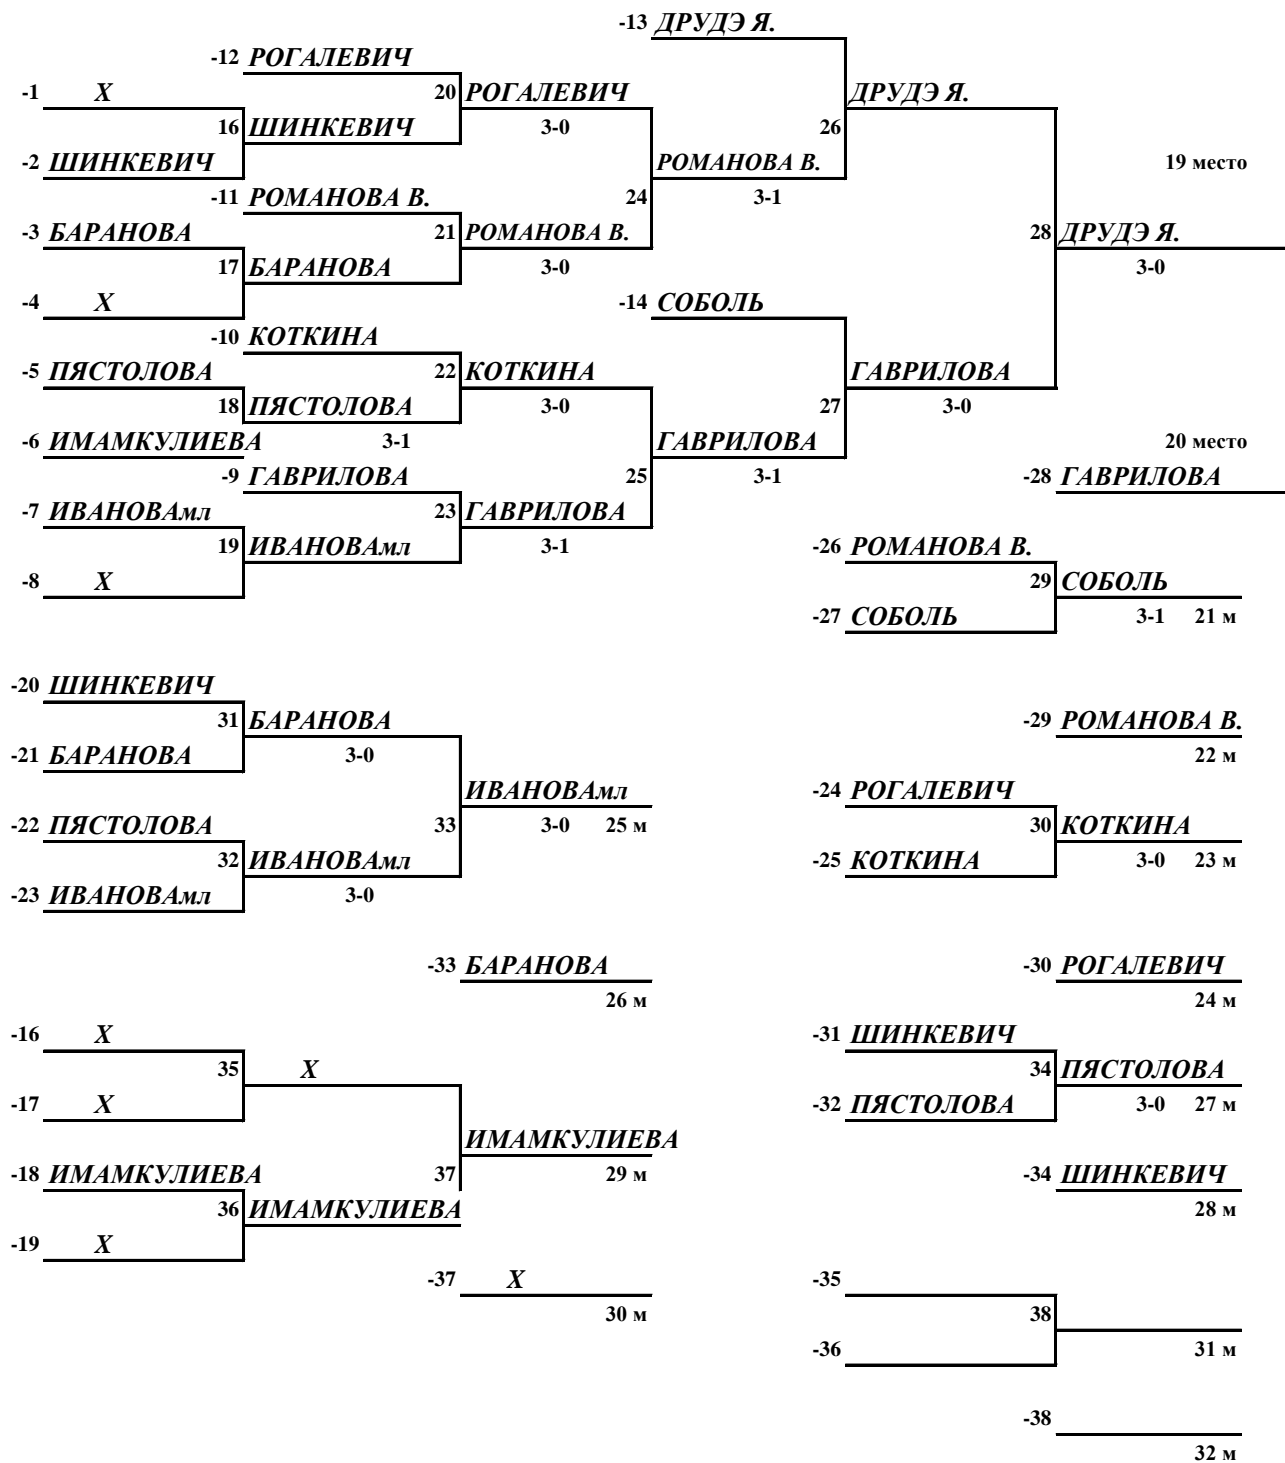 -13 ДРУДЭ Я.
-12 РОГАЛЕВИЧ
-1 X 20 РОГАЛЕВИЧ ДРУДЭ Я.
16 ШИНКЕВИЧ 3-0 26
-2 ШИНКЕВИЧ РОМАНОВА В. 19 место
-11 РОМАНОВА В. 24 3-1
-3 БАРАНОВА 21 РОМАНОВА В. 28 ДРУДЭ Я.
17 БАРАНОВА 3-0 3-0
-4 X -14 СОБОЛЬ
-10 КОТКИНА
-5 ПЯСТОЛОВА 22 КОТКИНА ГАВРИЛОВА
18 ПЯСТОЛОВА 3-0 27 3-0
-6 ИМАМКУЛИЕВА 3-1 ГАВРИЛОВА 20 место
-9 ГАВРИЛОВА 25 3-1 -28 ГАВРИЛОВА
-7 ИВАНОВАмл 23 ГАВРИЛОВА
19 ИВАНОВАмл 3-1 -26 РОМАНОВА В.
-8 X 29 СОБОЛЬ
-27 СОБОЛЬ 3-1 21 м
-20 ШИНКЕВИЧ
31 БАРАНОВА -29 РОМАНОВА В.
-21 БАРАНОВА 3-0 22 м
ИВАНОВАмл -24 РОГАЛЕВИЧ
-22 ПЯСТОЛОВА 33 3-0 25 м 30 КОТКИНА
32 ИВАНОВАмл -25 КОТКИНА 3-0 23 м
-23 ИВАНОВАмл 3-0
-33 БАРАНОВА -30 РОГАЛЕВИЧ
26 м 24 м
-16 X -31 ШИНКЕВИЧ
35 X 34 ПЯСТОЛОВА
-17 X -32 ПЯСТОЛОВА 3-0 27 м
ИМАМКУЛИЕВА
-18 ИМАМКУЛИЕВА 37 29 м -34 ШИНКЕВИЧ
36 ИМАМКУЛИЕВА 28 м
-19 X
-37 X -35
30 м 38
-36 31 м
-38
32 м